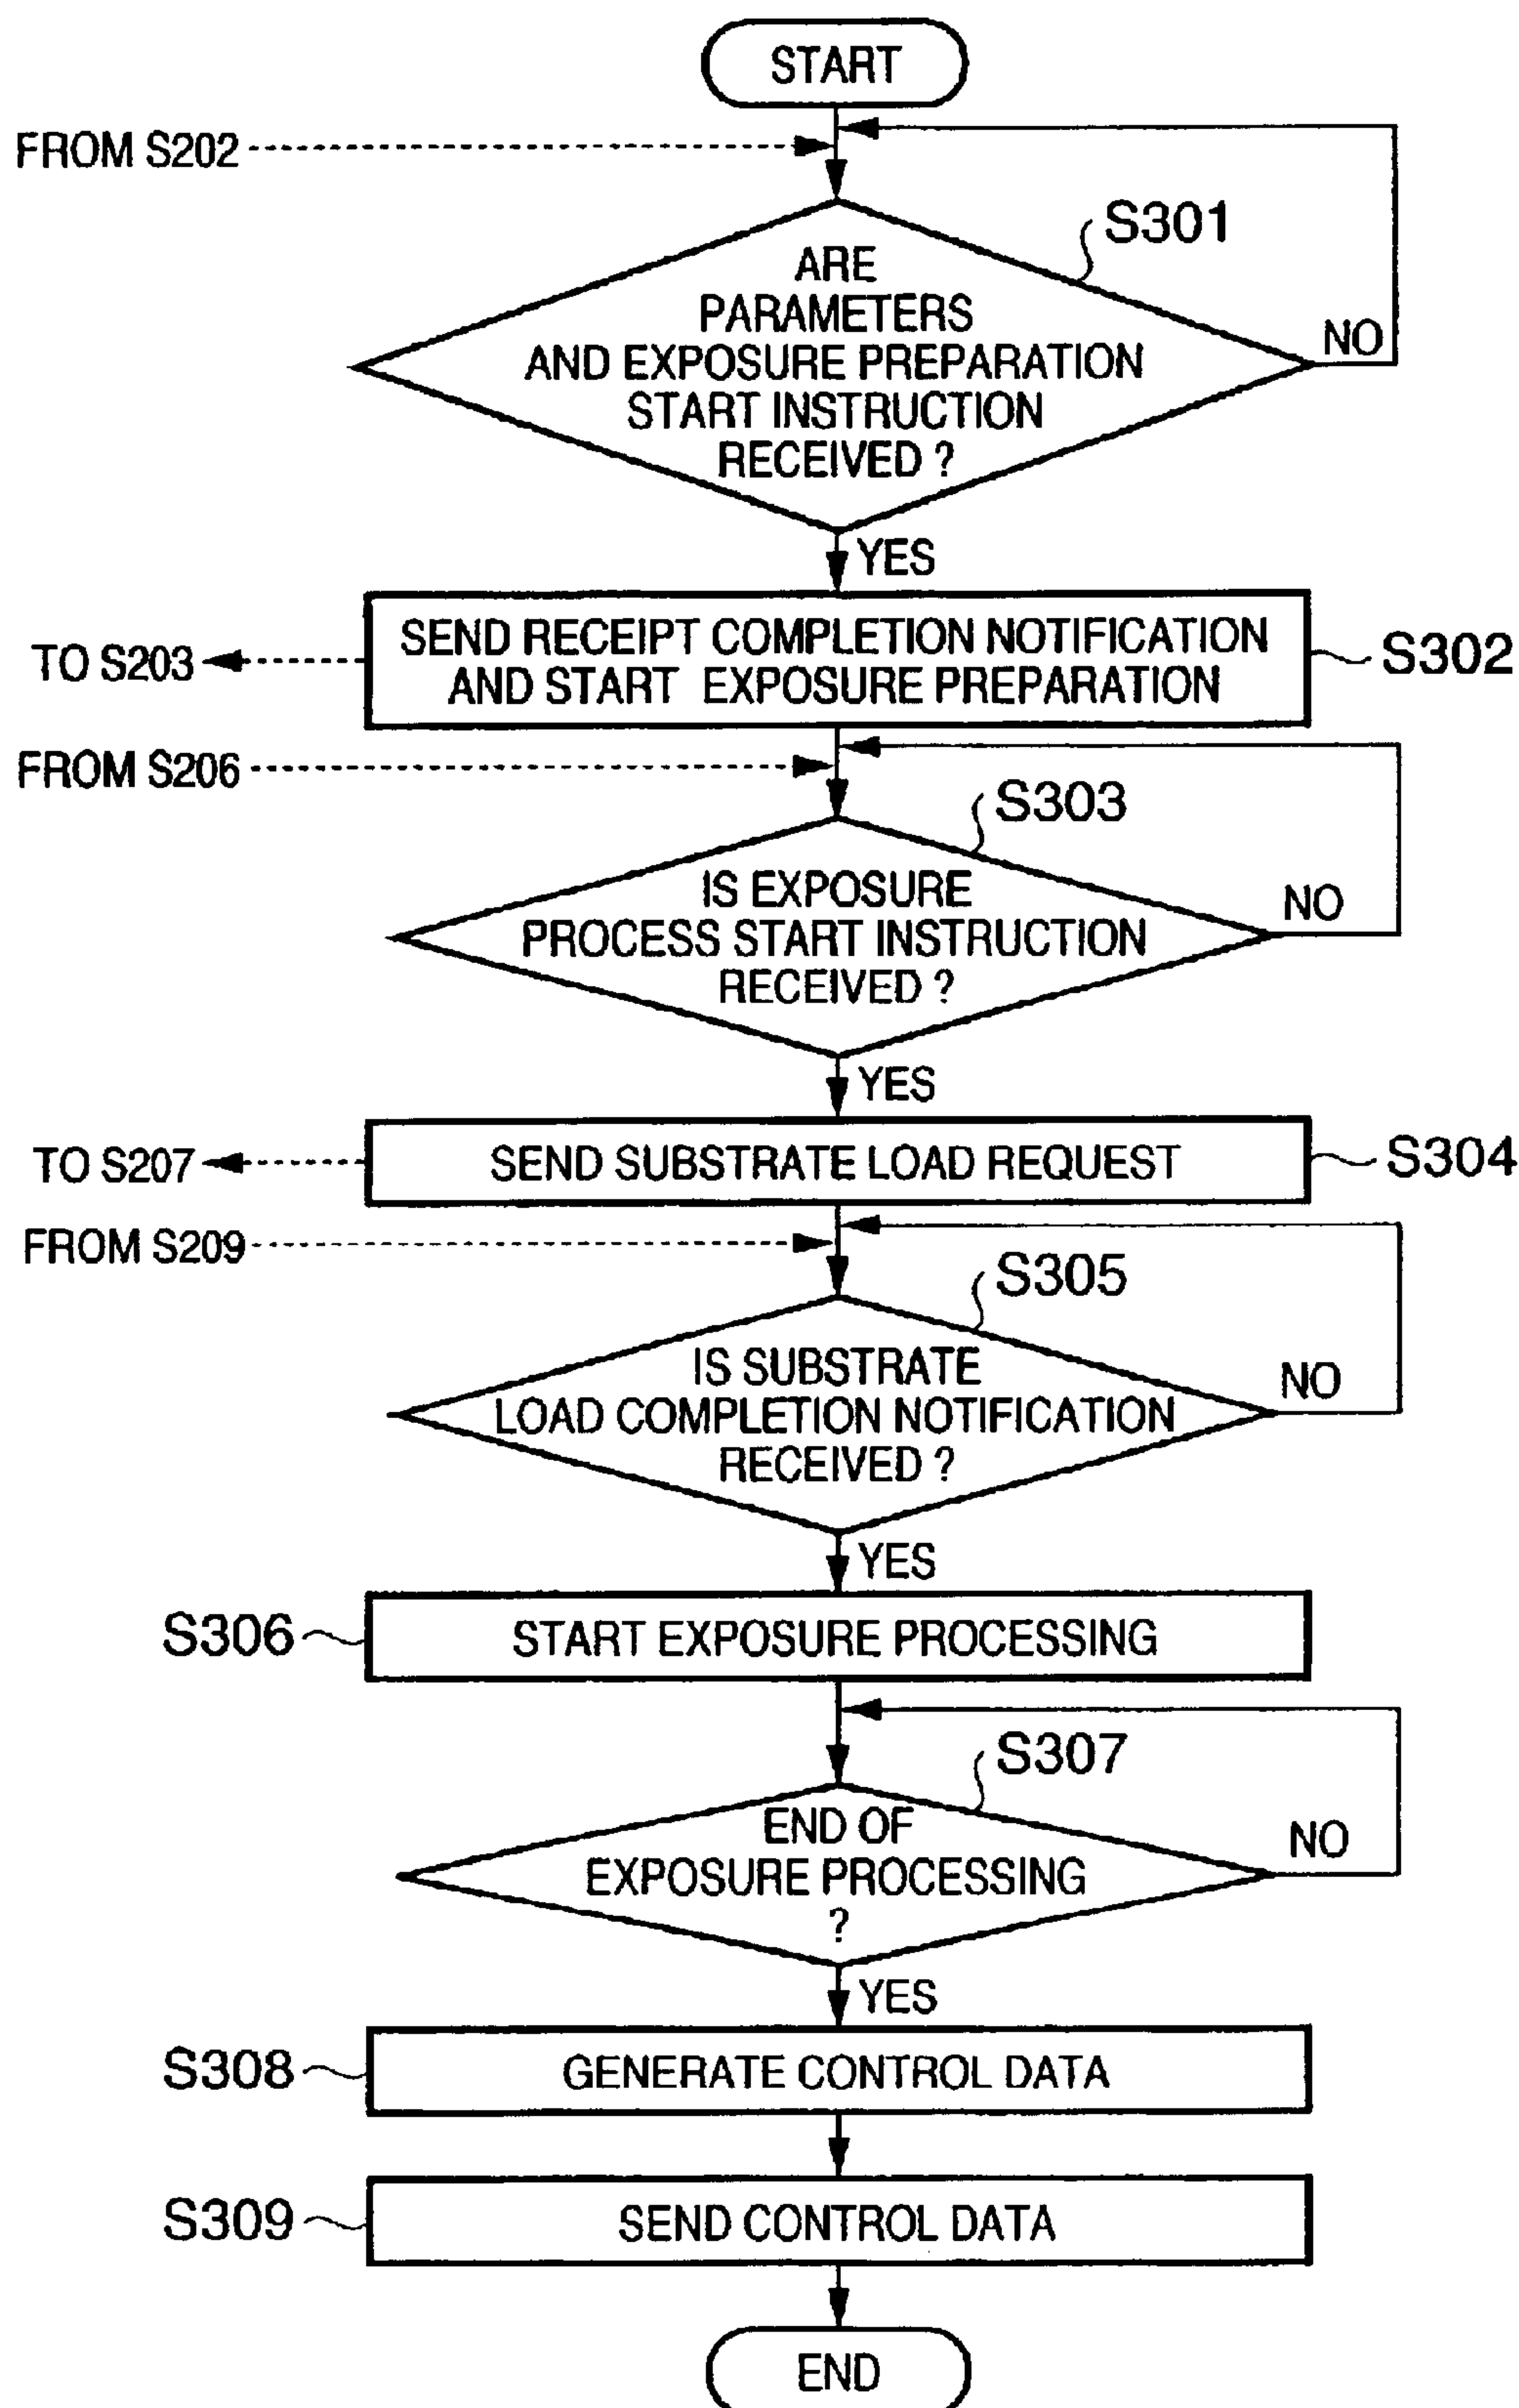 START
FROM S202
S301
ARE
PARAMETERS
AND EXPOSURE PREPARATION
START INSTRUCTION
RECEIVED ?
NO
YES
SEND RECEIPT COMPLETION NOTIFICATION
AND START EXPOSURE PREPARATION
TO S203
S302
FROM S206
S303
IS EXPOSURE
PROCESS START INSTRUCTION
RECEIVED ?
NO
YES
TO S207
SEND SUBSTRATE LOAD REQUEST
S304
FROM S209
S305
IS SUBSTRATE
LOAD COMPLETION NOTIFICATION
RECEIVED ?
NO
YES
S306
START EXPOSURE PROCESSING
S307
END OF
EXPOSURE PROCESSING
?
NO
YES
S308
GENERATE CONTROL DATA
S309
SEND CONTROL DATA
END